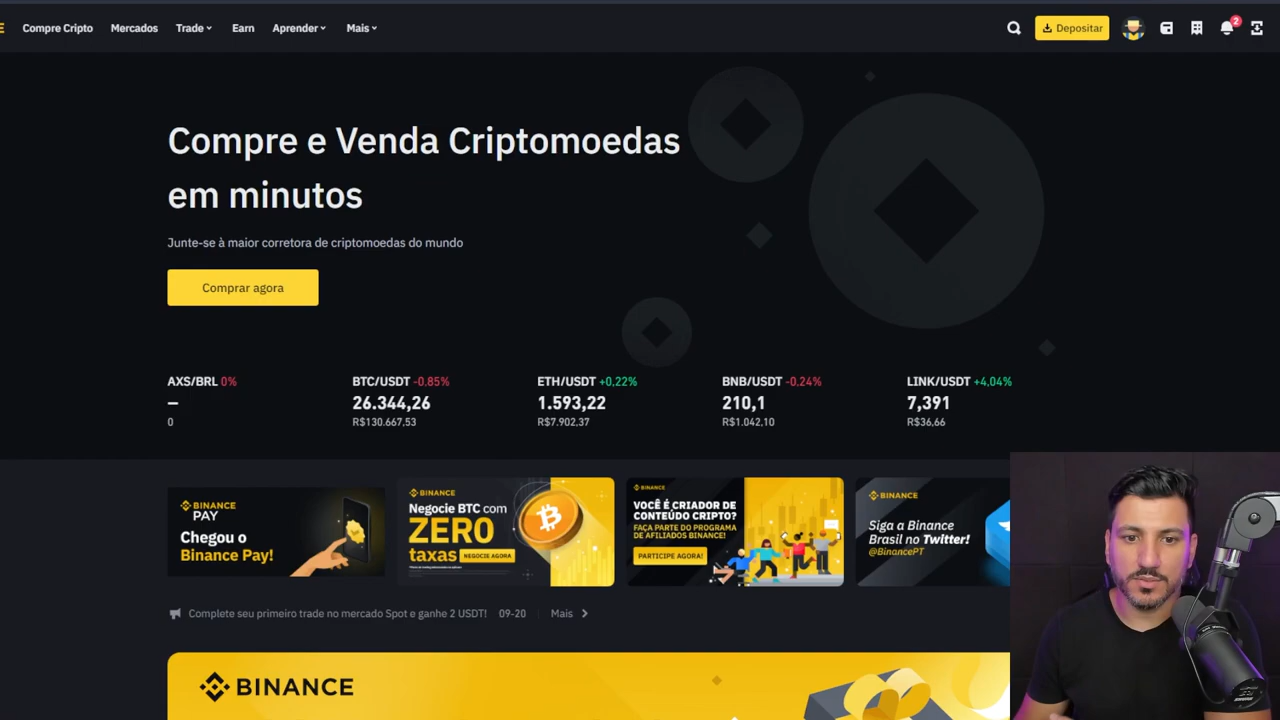 Compre Cripto Mercados Trade Earn Aprender Mais
Depositar
2
Compre e Venda Criptomoedas
em minutos
Junte-se à maior corretora de criptomoedas do mundo
Comprar agora
AXS/BRL 0%
–
0
BTC/USDT -0,85%
26.344,26
R$130.667,53
ETH/USDT +0,22%
1.593,22
R$7.902,37
BNB/USDT -0,24%
210,1
R$1.042,10
LINK/USDT +4,04%
7,391
R$36,66
BINANCE
PAY
Chegou o
Binance Pay!
BINANCE
Negocie BTC com
ZERO
taxas NEGOCIE AGORA
BINANCE
VOCÊ É CRIADOR DE
CONTEÚDO CRIPTO?
FAÇA PARTE DO PROGRAMA
DE AFILIADOS BINANCE!
PARTICIPE AGORA!
BINANCE
Siga a Binance
Brasil no Twitter!
@BinancePT
Complete seu primeiro trade no mercado Spot e ganhe 2 USDT! 09-20 Mais
BINANCE